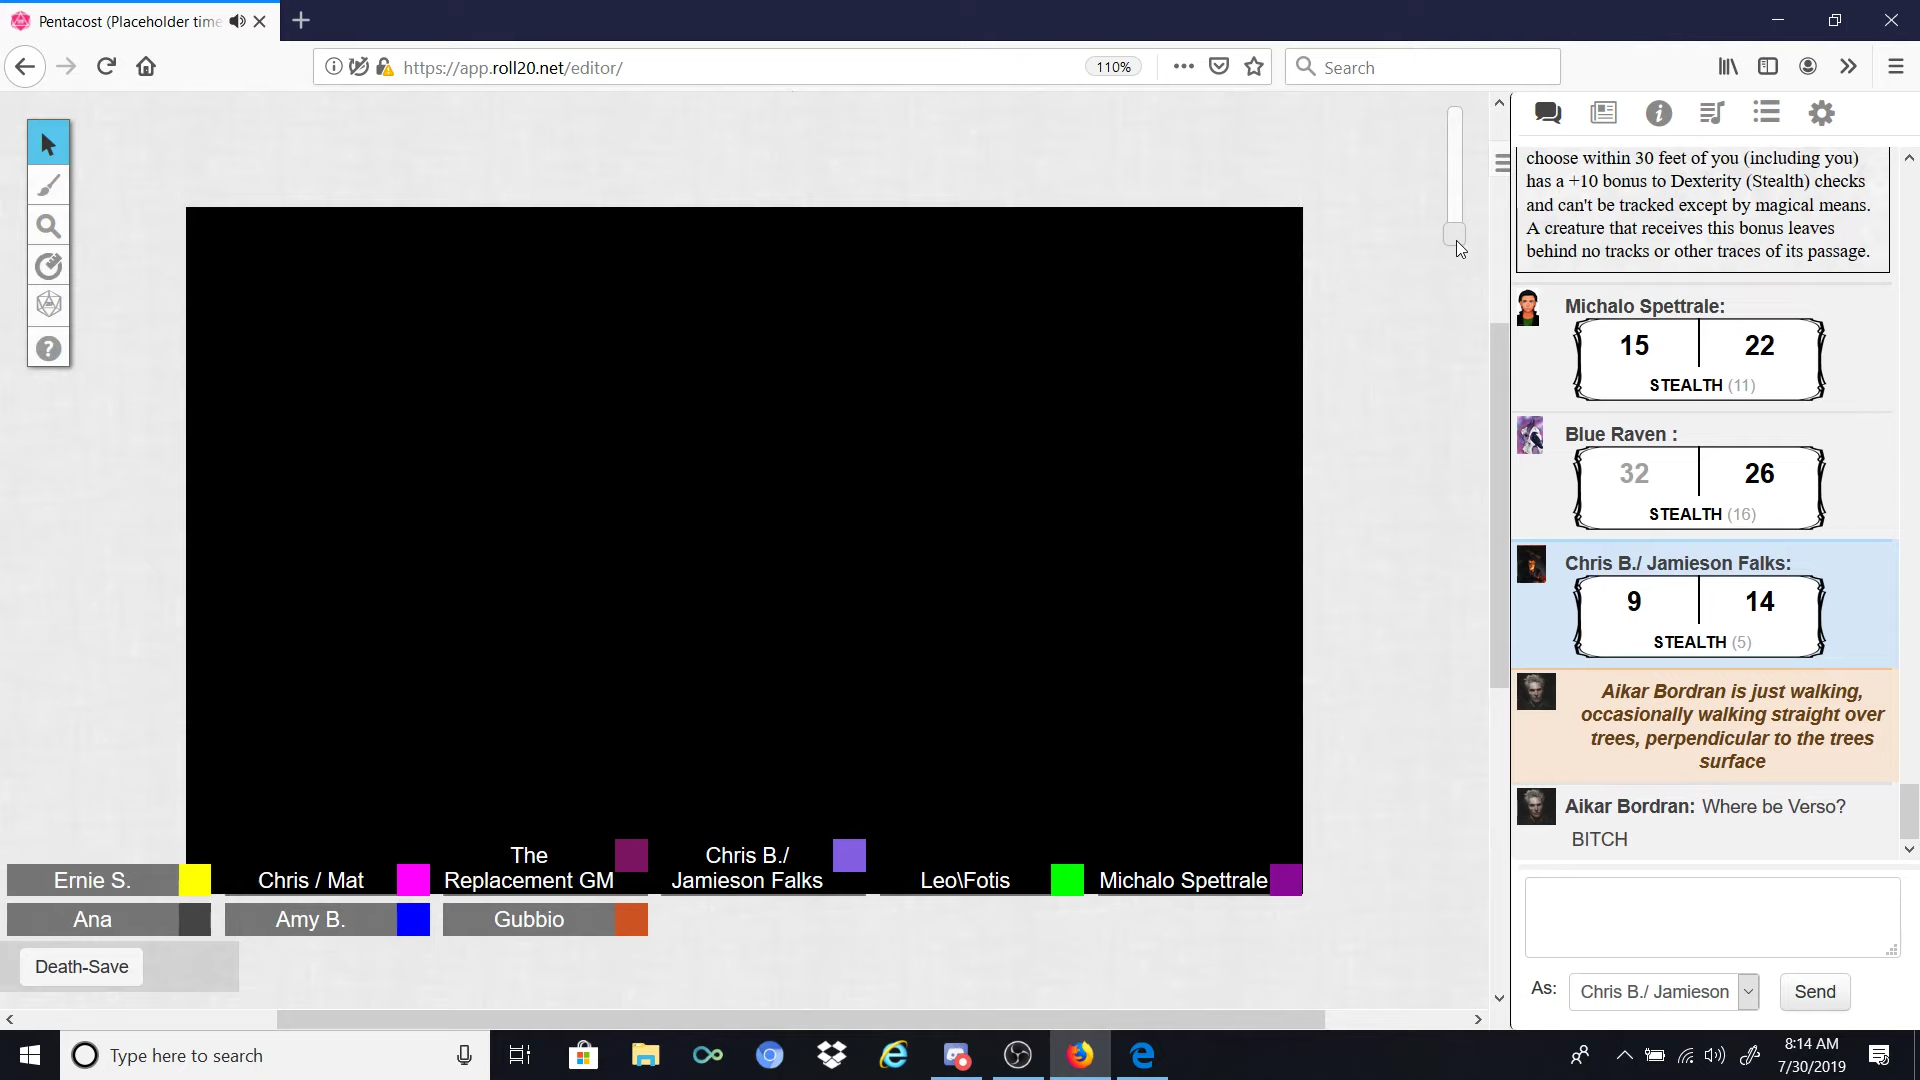 Pentacost (Placeholder time
https://app.roll20.net/editor/
110%
Search
choose within 30 feet of you (including you)
has a +10 bonus to Dexterity (Stealth) checks
and can't be tracked except by magical means.
A creature that receives this bonus leaves
behind no tracks or other traces of its passage.
Michalo Spettrale:
15 22
STEALTH (11)
Blue Raven :
32 26
STEALTH (16)
Chris B./ Jamieson Falks:
9 14
STEALTH (5)
Aikar Bordran is just walking,
occasionally walking straight over
trees, perpendicular to the trees
surface
Aikar Bordran: Where be Verso?
BITCH
As: Chris B./ Jamieson Send
Ernie S.
Chris / Mat
The
Replacement GM
Chris B./
Jamieson Falks
Leo\Fotis
Michalo Spettrale
Ana
Amy B.
Gubbio
Death-Save
Type here to search
8:14 AM
7/30/2019